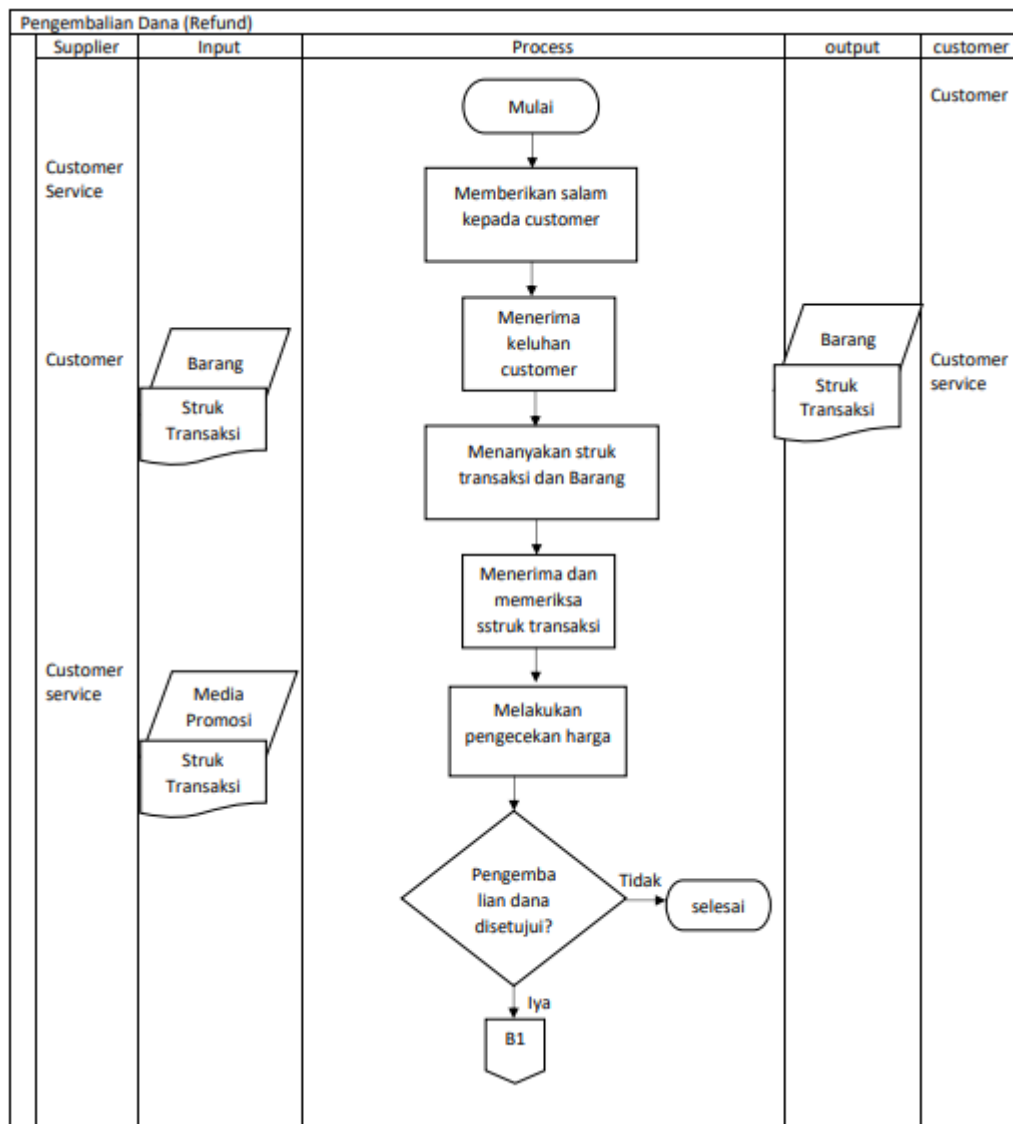 Pengembalian Dana (Refund)
Supplier
Input
Process
output
customer
Mulai
Customer
Customer
Service
Memberikan salam
kepada customer
Menerima
keluhan
customer
Customer
Barang
Struk
Transaksi
Barang
Struk
Transaksi
Customer
service
Menanyakan struk
transaksi dan Barang
Menerima dan
memeriksa
sstruk transaksi
Customer
service
Media
Promosi
Struk
Transaksi
Melakukan
pengecekan harga
Pengemba
lian dana
disetujui?
Tidak
selesai
Iya
B1